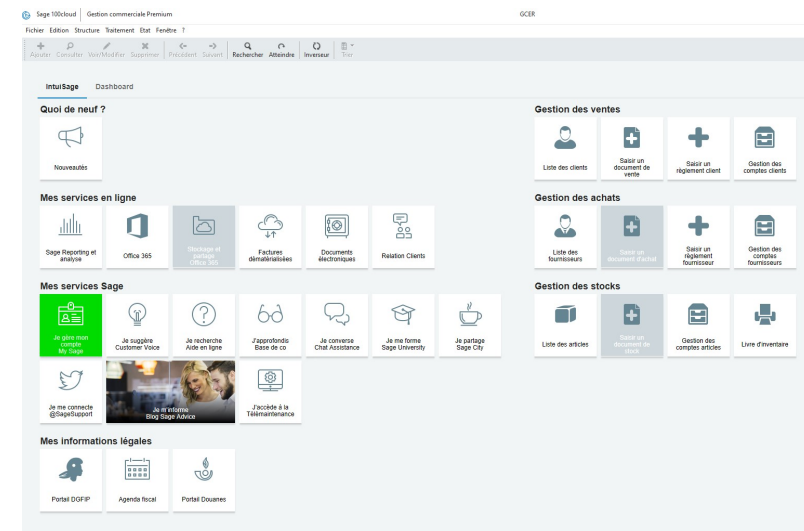 Sage 100cloud Gestion commerciale Premium GCER
Fichier Edition Structure Traitement Etat Fenêtre ?
Ajouter Consulter Voir/Modifier Supprimer Précédent Suivant Rechercher Atteindre Inverseur Trier
IntuiSage Dashboard
Quoi de neuf ?
Nouveautés
Mes services en ligne
Sage Reporting et
analyse
Office 365
Stockage et
partage
Office 365
Factures
dématérialisées
Documents
électroniques
Relation Clients
Mes services Sage
Je gère mon
compte
My Sage
Je suggère
Customer Voice
Je recherche
Aide en ligne
J'approfondis
Base de co
Je converse
Chat Assistance
Je me forme
Sage University
Je partage
Sage City
Je me connecte
@SageSupport
Je m'informe
Blog Sage Advice
J'accède à la
Télémaintenance
Mes informations légales
Portail DGFIP
Agenda fiscal
Portail Douanes
Gestion des ventes
Liste des clients
Saisir un
document de
vente
Saisir un
règlement client
Gestion des
comptes clients
Gestion des achats
Liste des
fournisseurs
Saisir un
document d'achat
Saisir un
règlement
fournisseur
Gestion des
comptes
fournisseurs
Gestion des stocks
Liste des articles
Saisir un
document de
stock
Gestion des
comptes articles
Livre d'inventaire